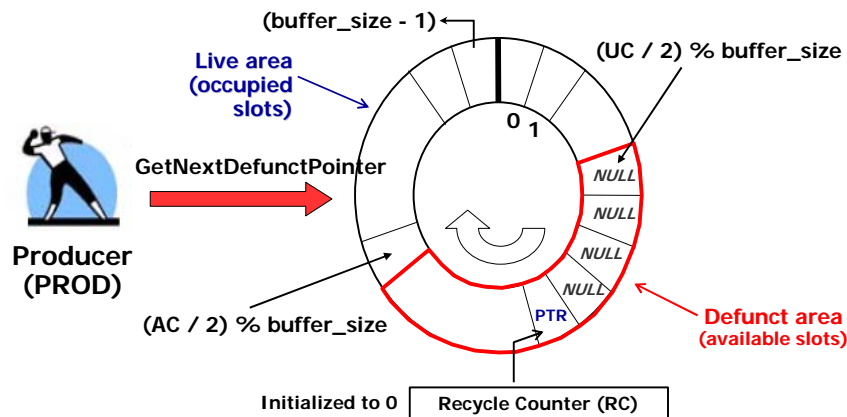 (buffer_size - 1)
Live area
(occupied
slots)
(UC / 2) % buffer_size
0 1
GetNextDefunctPointer
NULL
NULL
NULL
NULL
PTR
Producer
(PROD)
(AC / 2) % buffer_size
Defunct area
(available slots)
Initialized to 0
Recycle Counter (RC)